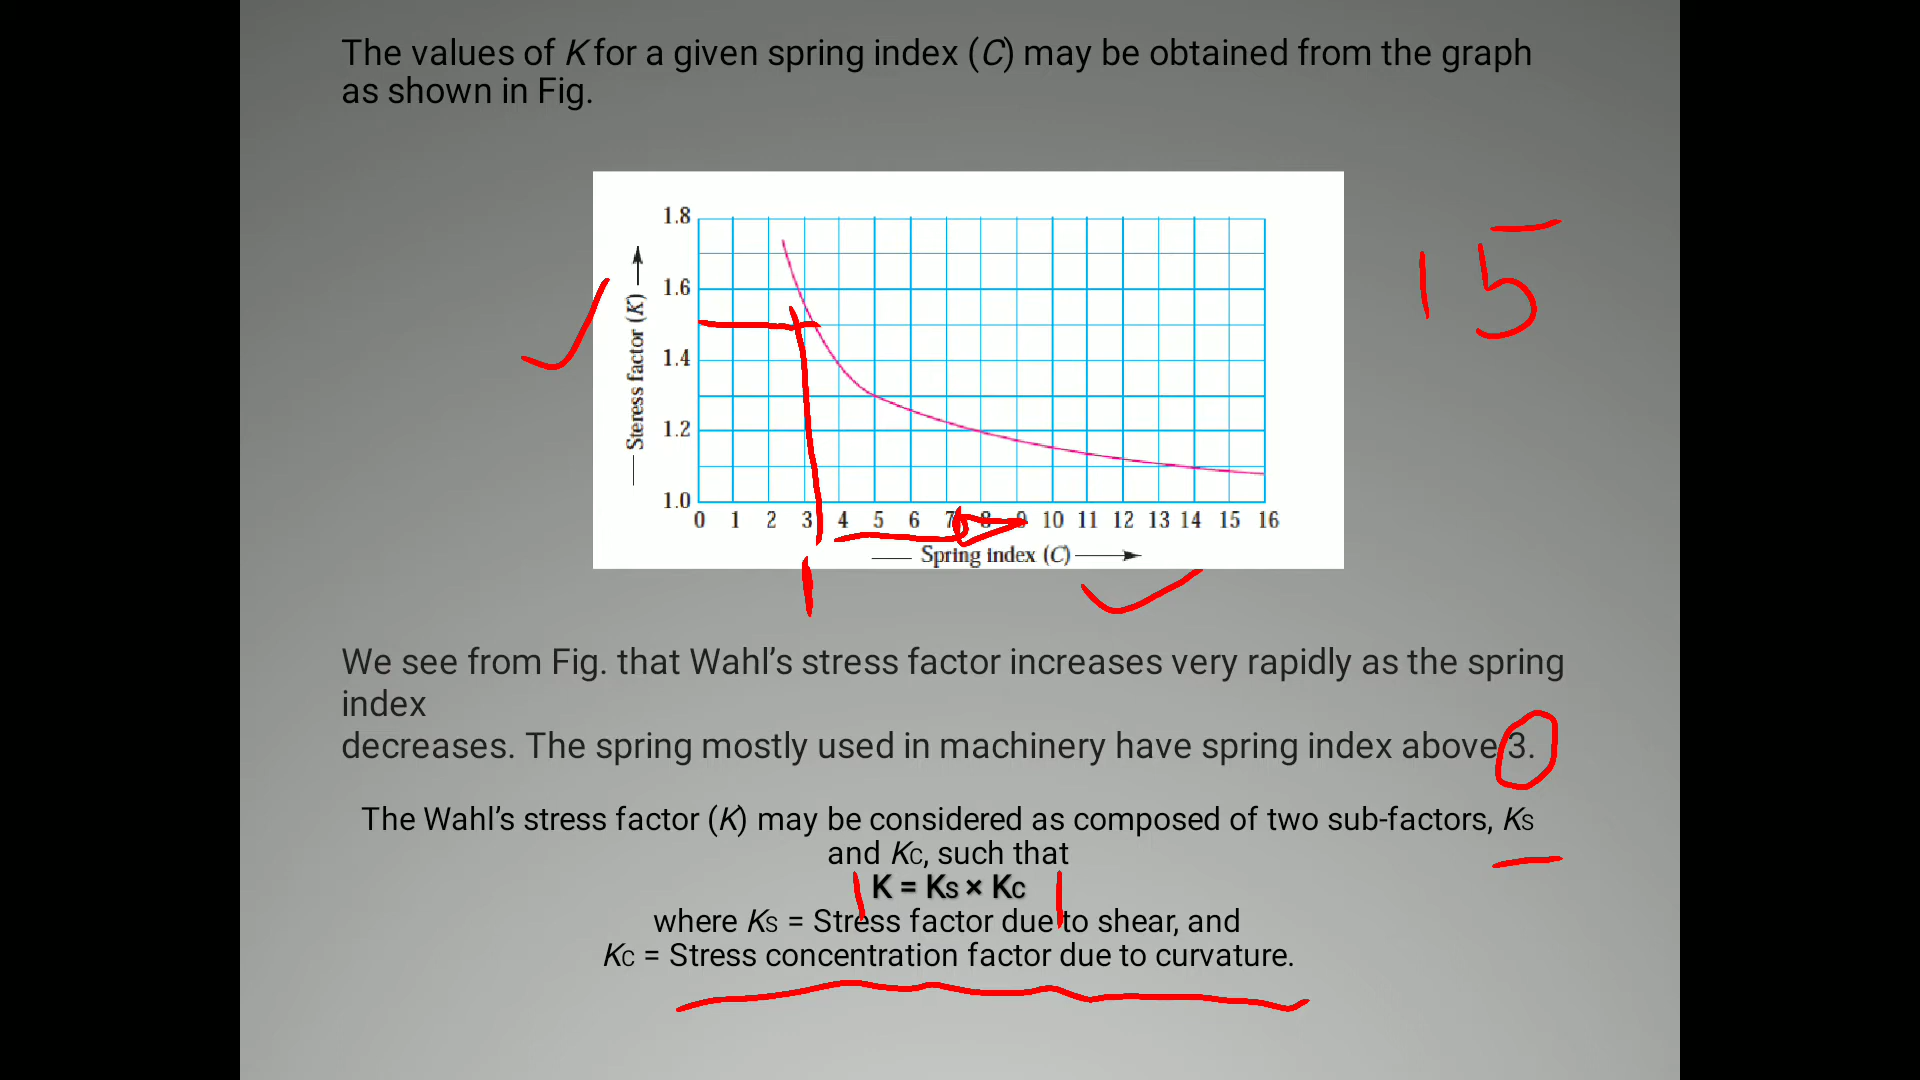 The values of K for a given spring index (C) may be obtained from the graph
as shown in Fig.
15
1.8
1.6
1.4
1.2
1.0
Steress factor (K)
0 1 2 3 4 5 6 7 8 9 10 11 12 13 14 15 16
Spring index (C)
We see from Fig. that Wahl’s stress factor increases very rapidly as the spring
index
decreases. The spring mostly used in machinery have spring index above 3.
The Wahl’s stress factor (K) may be considered as composed of two sub-factors, KS
and KC, such that
K = KS × KC
where KS = Stress factor due to shear, and
KC = Stress concentration factor due to curvature.